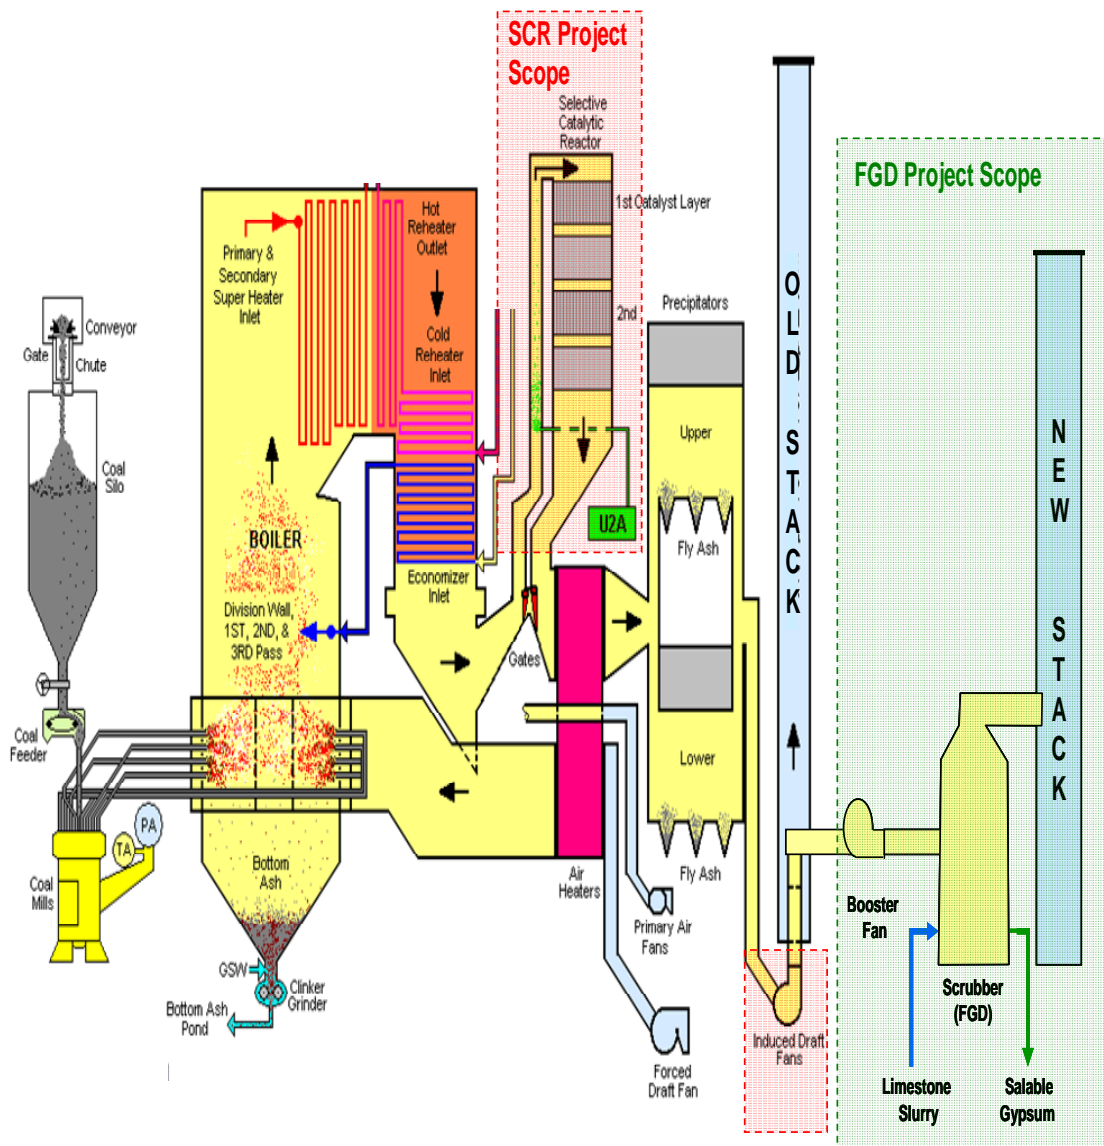 SCR Project
Scope
Selective
Catalytic
Reactor
1st Catalyst Layer
2nd
U2A
FGD Project Scope
OLD STACK
NEW STACK
Hot
Reheater
Outlet
Primary &
Secondary
Super Heater
Inlet
Cold
Reheater
Inlet
Precipitators
Upper
Fly Ash
Lower
Fly Ash
Conveyor
Gate
Chute
Coal
Silo
BOILER
Economizer
Inlet
Division Wall,
1ST, 2ND, &
3RD Pass
Gates
Coal
Feeder
PA
TA
Coal
Mills
Bottom
Ash
GSW
Clinker
Grinder
Bottom Ash
Pond
Air
Heaters
Primary Air
Fans
Forced
Draft Fan
Induced Draft
Fans
Booster
Fan
Scrubber
(FGD)
Limestone
Slurry
Salable
Gypsum